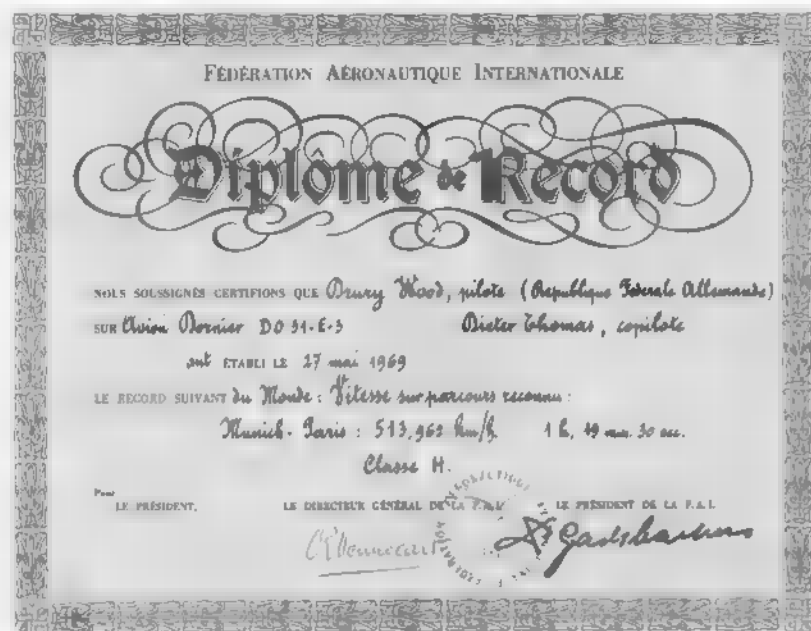 FÉDÉRATION AÉRONAUTIQUE INTERNATIONALE
Diplôme de Record
NOUS SOUSSIGNÉS CERTIFIONS QUE Drury Wood, pilote (Republique Federale Allemande)
SUR Avion Dornier DO 31-E-3 Dieter Thomas, copilote
ont ÉTABLI LE 27 mai 1969
LE RECORD SUIVANT du Monde : Vitesse sur parcours reconnu :
Munich - Paris : 513,962 km/h. 1 h. 19 min. 30 sec.
Classe H.
Pour
LE PRÉSIDENT, LE DIRECTEUR GÉNÉRAL DE LA F.A.I. LE PRÉSIDENT DE LA F.A.I.